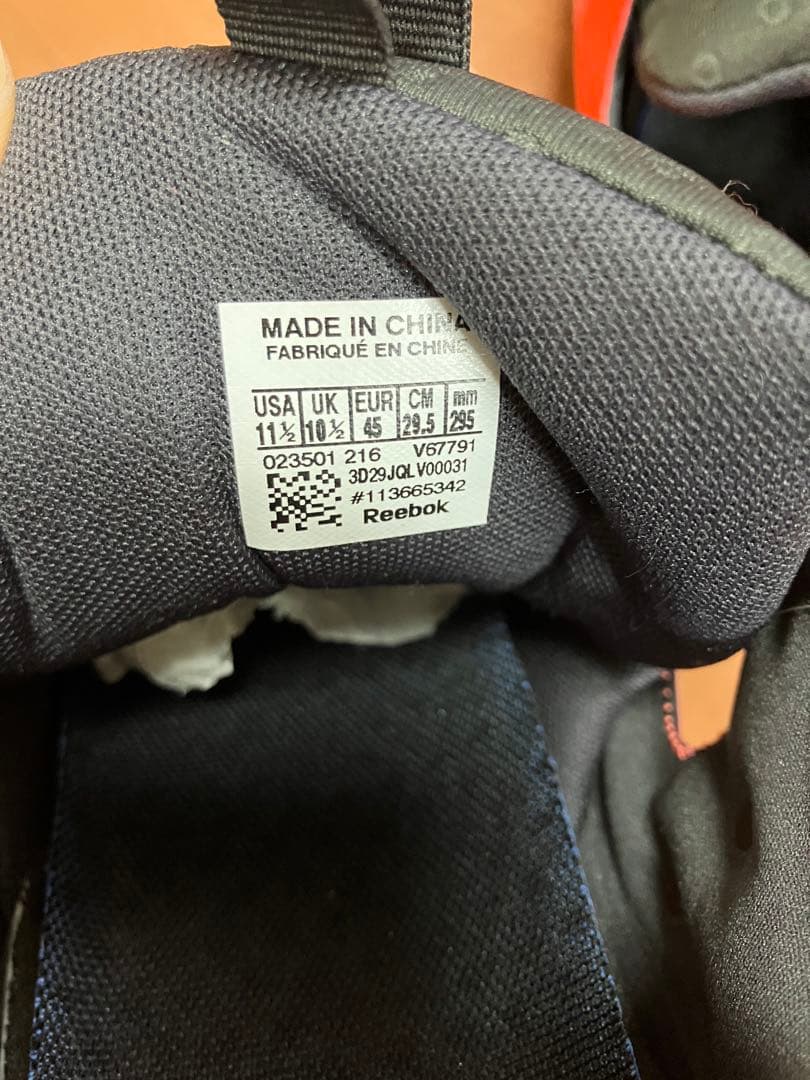 MADE IN CHINA
FABRIQUÉ EN CHINE
USA UK EUR CM mm
11½ 10½ 45 29.5 295
023501 216 V67791
3D29JQLV00031
#113665342
Reebok